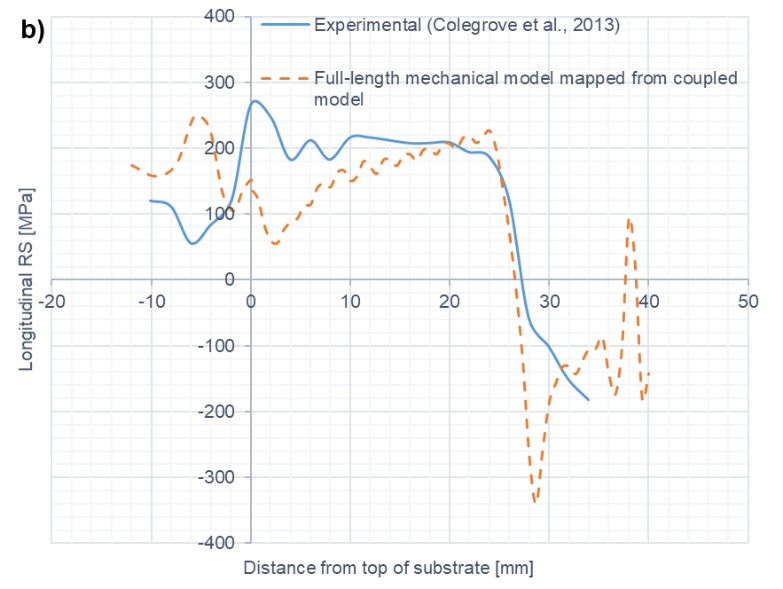 b)
400
300
200
100
0
-100
-200
-300
-400
-20
-10
0
10
20
30
40
50
Experimental (Colegrove et al., 2013)
Full-length mechanical model mapped from coupled
model
Longitudinal RS [MPa]
Distance from top of substrate [mm]